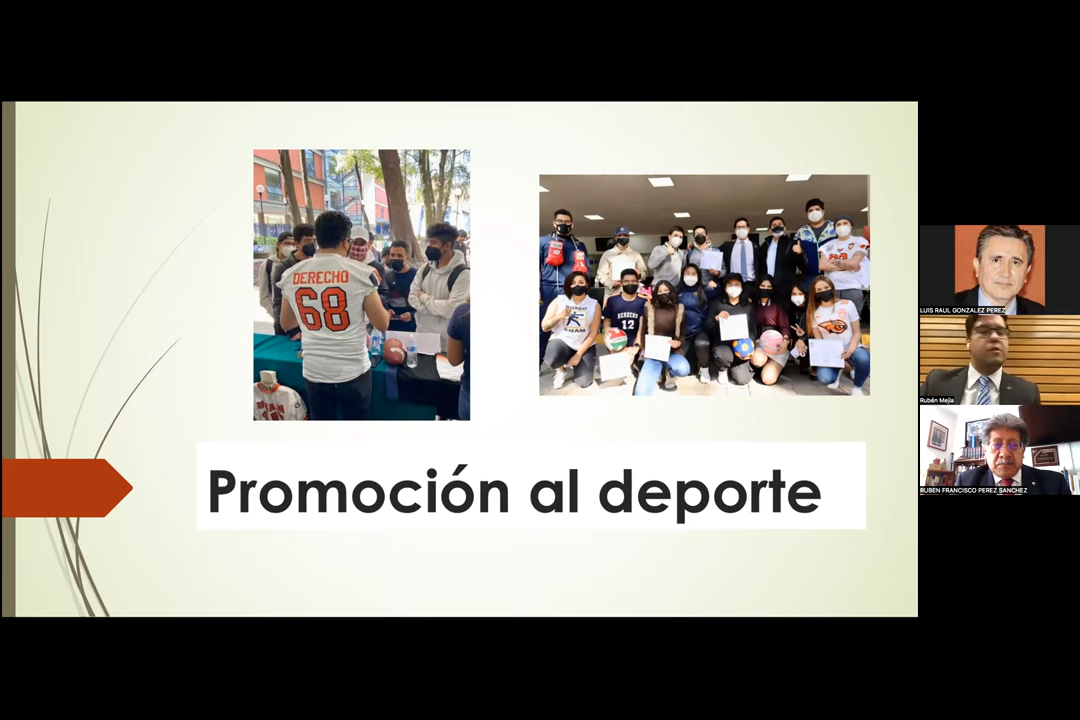 DERECHO
68
DERECHO
12
Promoción al deporte
LUIS RAUL GONZALEZ PEREZ
Rubén Mejía
RUBEN FRANCISCO PEREZ SANCHEZ